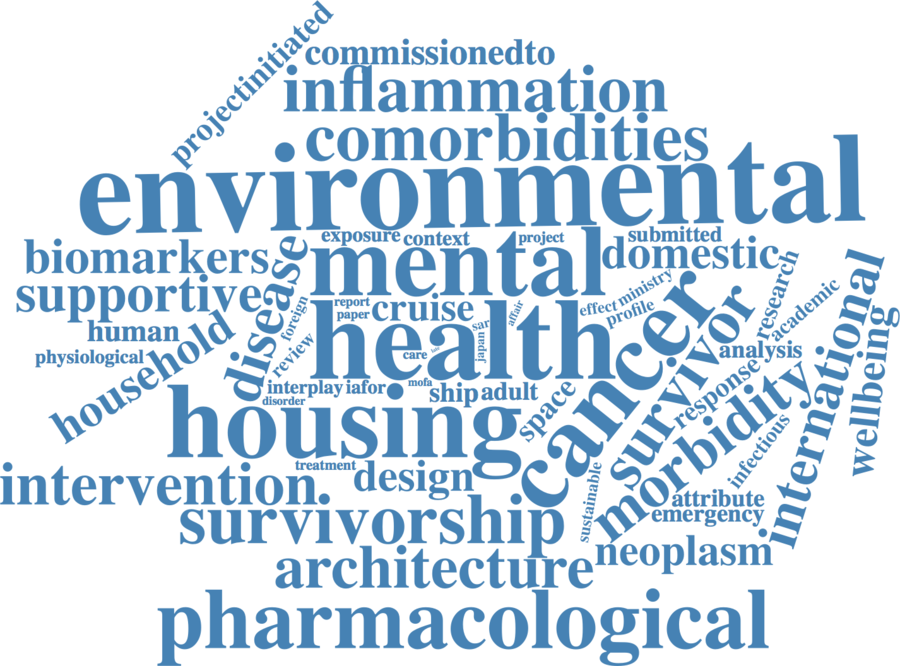 projectinitiated
commissionedto
inflammation
comorbidities
environmental
exposure
context
project
submitted
biomarkers
mental
domestic
supportive
disease
foreign
report
paper
cruise
sar
affair
effect
ministry
profile
research
academic
international
human
physiological
household
review
health
care
japan
cancer
survivor
analysis
wellbeing
interplay
iafor
mofa
ship
adult
disorder
housing
space
response
morbidity
infectious
treatment
intervention
design
sustainable
attribute
emergency
survivorship
architecture
neoplasm
pharmacological